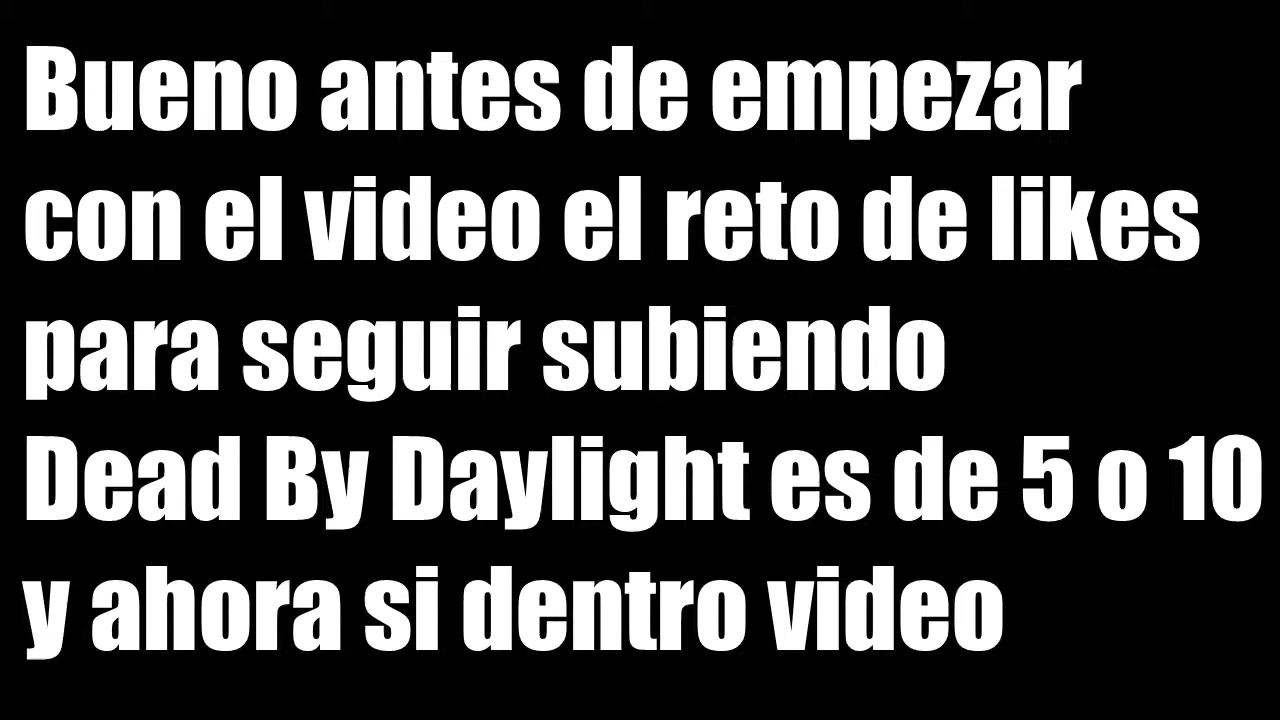 Bueno antes de empezar
con el video el reto de likes
para seguir subiendo
Dead By Daylight es de 5 o 10
y ahora si dentro video